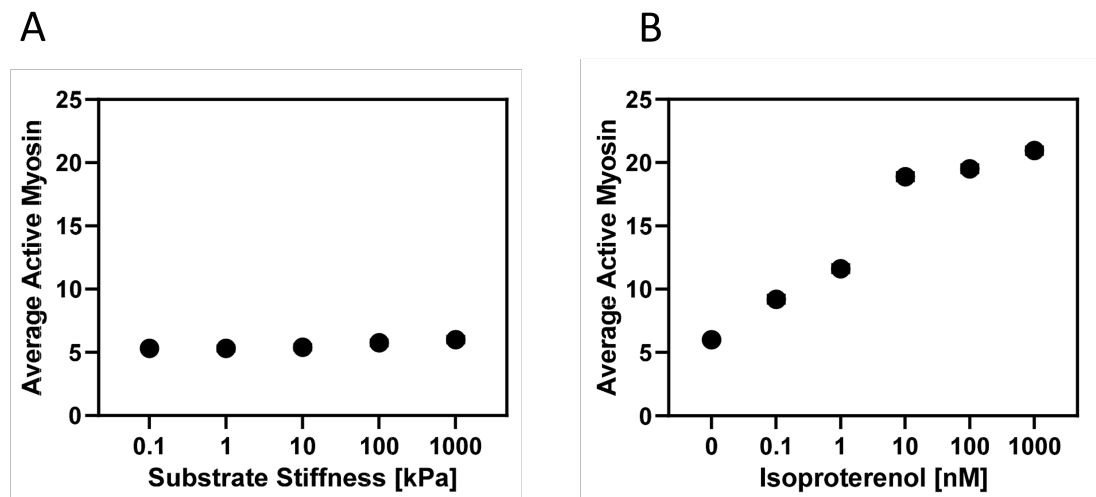 A
B
Average Active Myosin
25
20
15
10
5
0
0.1 1 10 100 1000
Substrate Stiffness [kPa]
Average Active Myosin
25
20
15
10
5
0
0 0.1 1 10 100 1000
Isoproterenol [nM]